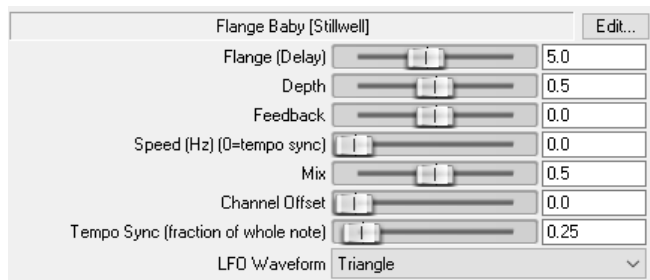 Flange Baby [Stillwell] Edit...
Flange (Delay) 5.0
Depth 0.5
Feedback 0.0
Speed (Hz) (0=tempo sync) 0.0
Mix 0.5
Channel Offset 0.0
Tempo Sync (fraction of whole note) 0.25
LFO Waveform Triangle